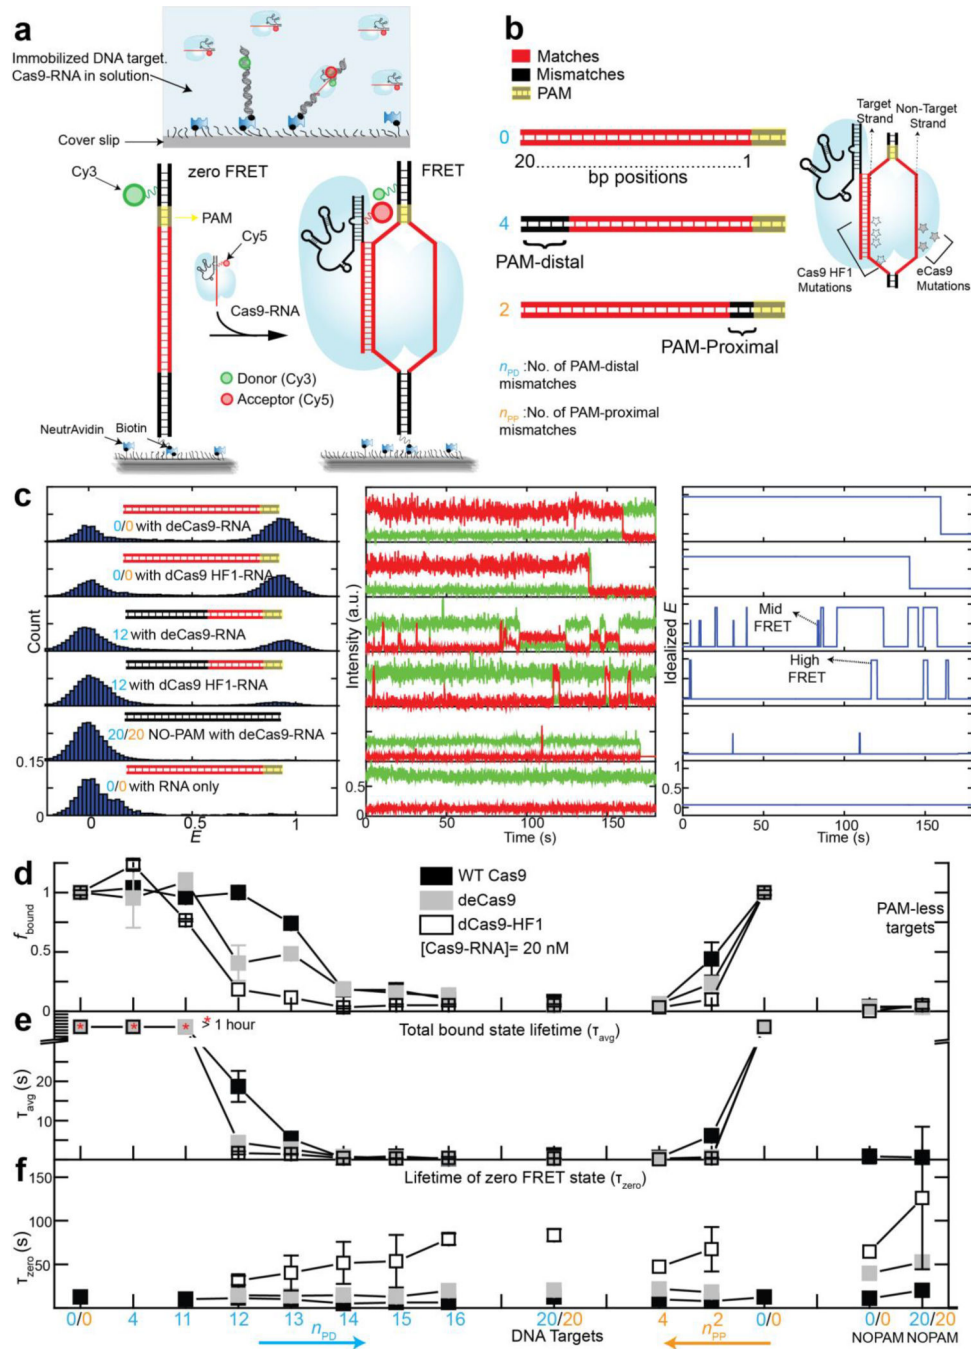 a
Immobilized DNA target.
Cas9-RNA in solution.
Cover slip
Cy3
zero FRET
FRET
PAM
Cy5
Cas9-RNA
Donor (Cy3)
Acceptor (Cy5)
NeutrAvidin
Biotin
b
Matches
Mismatches
PAM
0
20
1
bp positions
4
PAM-distal
2
PAM-Proximal
nPD :No. of PAM-distal
mismatches
nPP :No. of PAM-proximal
mismatches
Target
Strand
Non-Target
Strand
Cas9 HF1
Mutations
eCas9
Mutations
c
0/0 with deCas9-RNA
0/0 with dCas9 HF1-RNA
12 with deCas9-RNA
12 with dCas9 HF1-RNA
20/20 NO-PAM with deCas9-RNA
0/0 with RNA only
Count
0.15
0
0
0.5
1
E
Intensity (a.u.)
0.5
0
0
50
100
150
Time (s)
Idealized E
Mid
FRET
High
FRET
1
0.5
0
0
50
100
150
Time (s)
d
WT Cas9
deCas9
dCas9-HF1
[Cas9-RNA]= 20 nM
PAM-less
targets
fbound
1
0.5
0
e
* > 1 hour
Total bound state lifetime (τavg)
τavg (s)
20
10
f
Lifetime of zero FRET state (τzero)
τzero (s)
150
100
50
0/0
4
11
12
13
14
15
16
20/20
4
2
0/0
0/0
20/20
nPD
DNA Targets
nPP
NOPAM
NOPAM